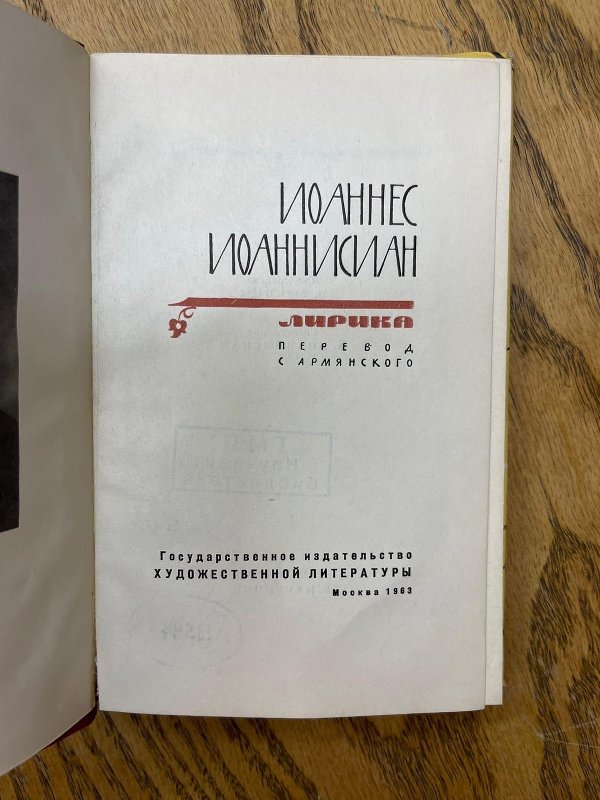 ИОАННЕС
ИОАННИСИАН
ЛИРИКА
ПЕРЕВОД
С АРМЯНСКОГО
Государственное издательство
ХУДОЖЕСТВЕННОЙ ЛИТЕРАТУРЫ
Москва 1963